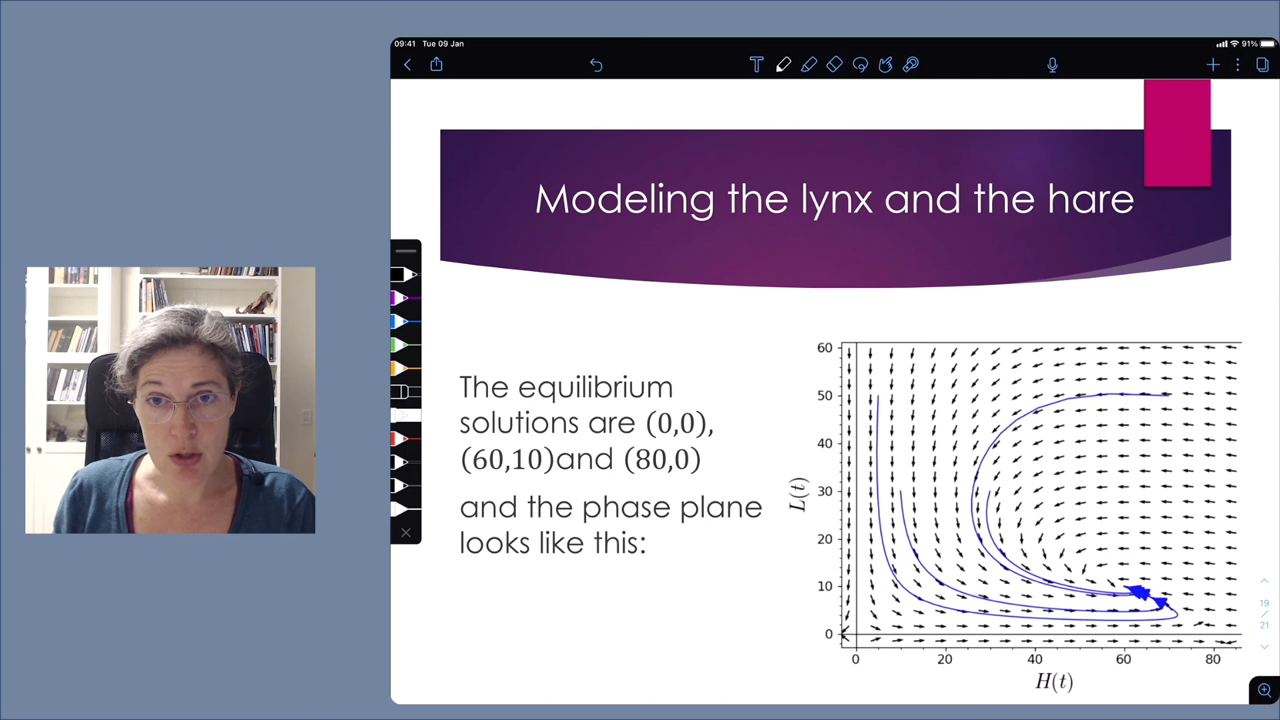 09:41 Tue 09 Jan
91%
Modeling the lynx and the hare
The equilibrium
solutions are (0,0),
(60,10)and (80,0)
and the phase plane
looks like this:
60
50
40
30
20
10
0
L(t)
0 20 40 60 80
H(t)
19
/
21